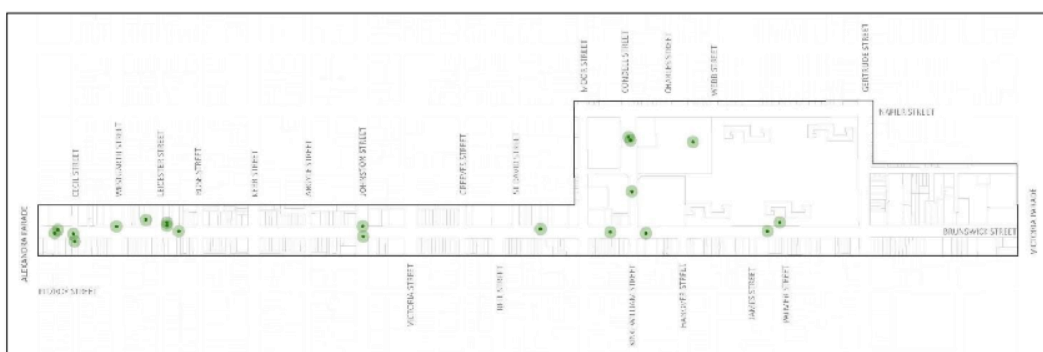 MOOR STREET
CONDELL STREET
CHARLES STREET
WEBB STREET
GERTRUDE STREET
NAPIER STREET
CECIL STREET
WESTGARTH STREET
LEICESTER STREET
ROSE STREET
KERR STREET
ARGYLE STREET
JOHNSTON STREET
GREEVES STREET
ST DAVID STREET
ALEXANDRA PARADE
BRUNSWICK STREET
VICTORIA PARADE
VICTORIA STREET
BELL STREET
KING WILLIAM STREET
HANOVER STREET
JAMES STREET
PALMER STREET